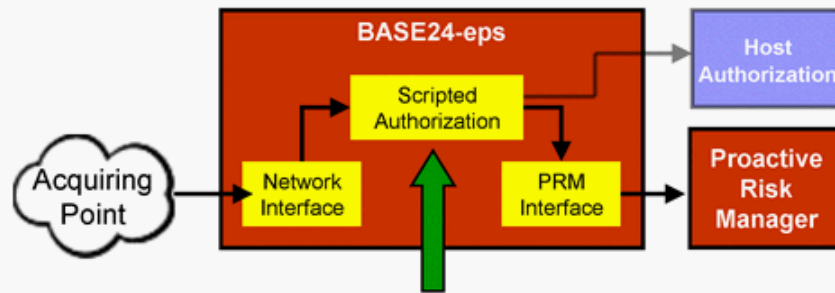 BASE24-eps
Host
Authorization
Scripted
Authorization
Acquiring
Point
Network
Interface
PRM
Interface
Proactive
Risk
Manager